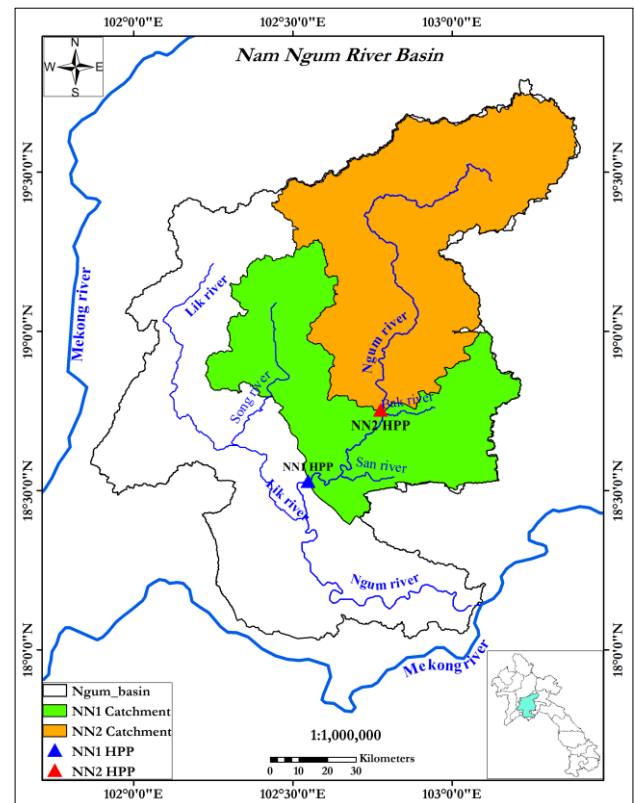 102°0'0"E 102°30'0"E 103°0'0"E
Nam Ngum River Basin
N
W E
S
19°30'0"N 19°30'0"N
Lik river
Mekong river
Ngum river
19°0'0"N 19°0'0"N
Song river
Bak river
NN2 HPP
NN1 HPP
San river
18°30'0"N 18°30'0"N
Lik river
Ngum river
18°0'0"N 18°0'0"N
Mekong river
Ngum_basin
NN1 Catchment
NN2 Catchment
NN1 HPP
NN2 HPP
1:1,000,000
Kilometers
0 5 10 20 30
102°0'0"E 102°30'0"E 103°0'0"E